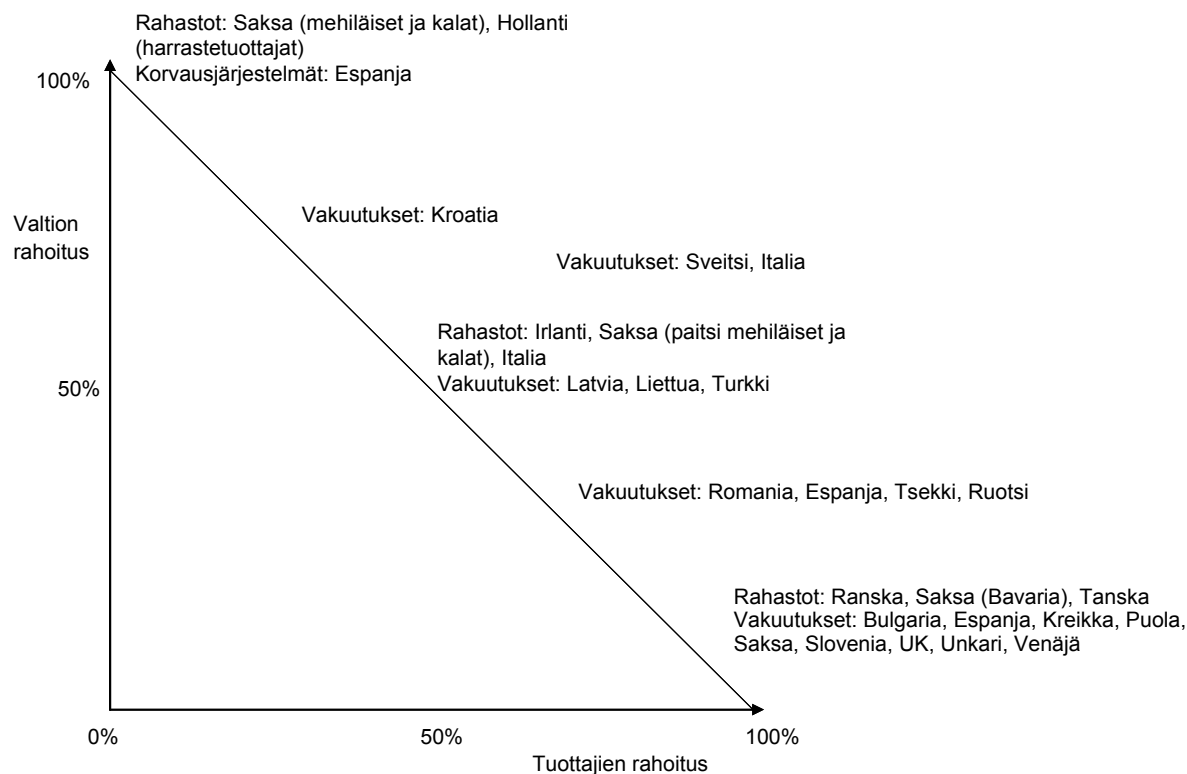 Rahastot: Saksa (mehiläiset ja kalat), Hollanti
(harrastetuottajat)
Korvausjärjestelmät: Espanja
100%
Vakuutukset: Kroatia
Valtion
rahoitus
Vakuutukset: Sveitsi, Italia
Rahastot: Irlanti, Saksa (paitsi mehiläiset ja
kalat), Italia
Vakuutukset: Latvia, Liettua, Turkki
50%
Vakuutukset: Romania, Espanja, Tsekki, Ruotsi
Rahastot: Ranska, Saksa (Bavaria), Tanska
Vakuutukset: Bulgaria, Espanja, Kreikka, Puola,
Saksa, Slovenia, UK, Unkari, Venäjä
0%
50%
100%
Tuottajien rahoitus